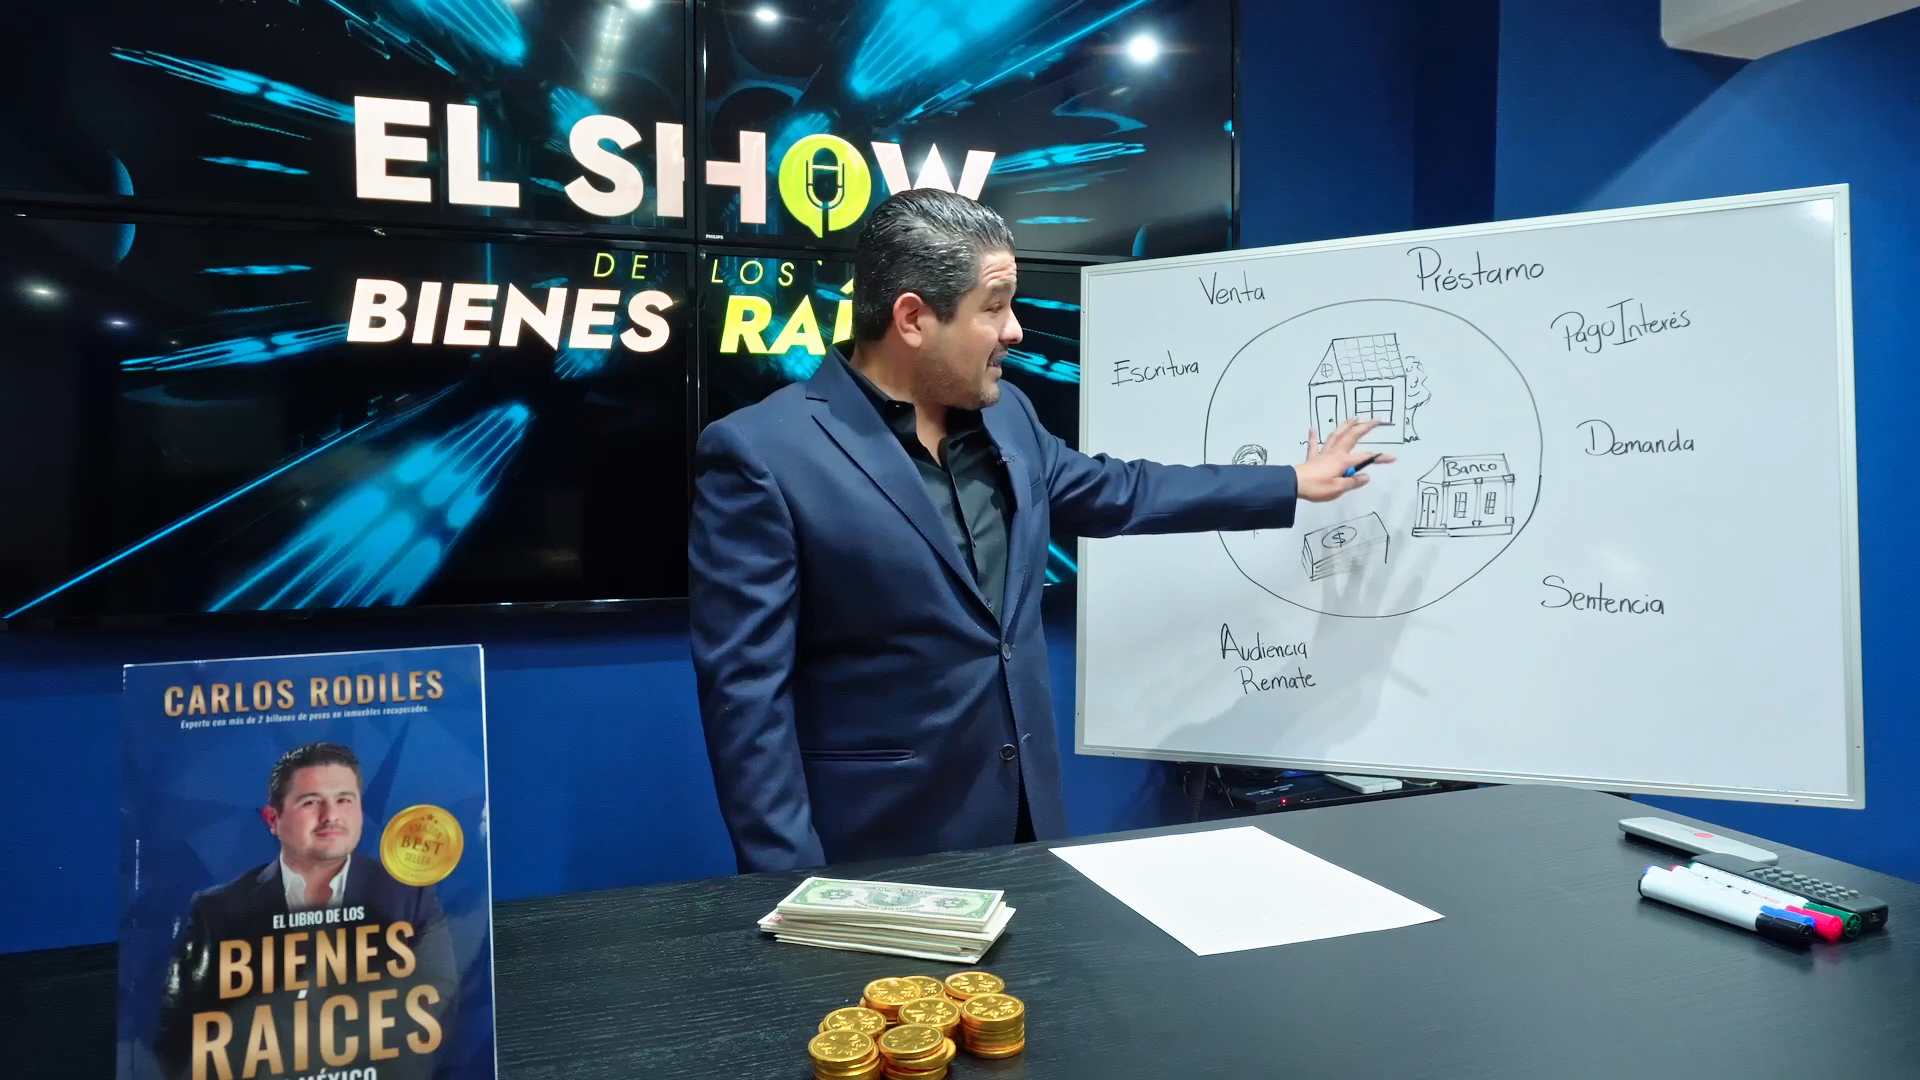 EL SHOW
DE LOS
BIENES RAÍ
PHILIPS
Venta
Préstamo
Pago Interés
Escritura
Demanda
Banco
$
Sentencia
Audiencia
Remate
CARLOS RODILES
Experto con más de 2 billones de pesos en inmuebles recuperados.
AMAZON
BEST
SELLER
EL LIBRO DE LOS
BIENES
RAÍCES
MÉXICO